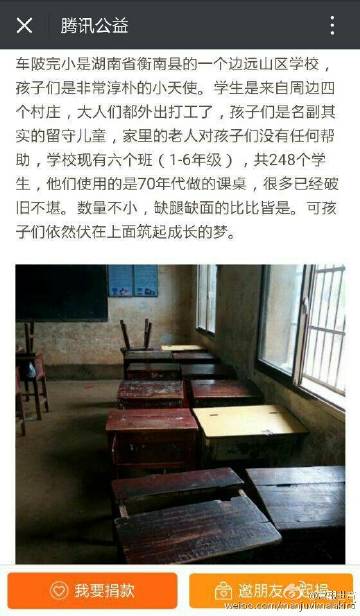 腾讯公益
车陂完小是湖南省衡南县的一个边远山区学校，
孩子们是非常淳朴的小天使。学生是来自周边四
个村庄，大人们都外出打工了，孩子们是名副其
实的留守儿童，家里的老人对孩子们没有任何帮
助，学校现有六个班（1-6年级），共248个学
生，他们使用的是70年代做的课桌，很多已经破
旧不堪。数量不小，缺腿缺面的比比皆是。可孩
子们依然伏在上面筑起成长的梦。
我要捐款
邀朋友一起捐